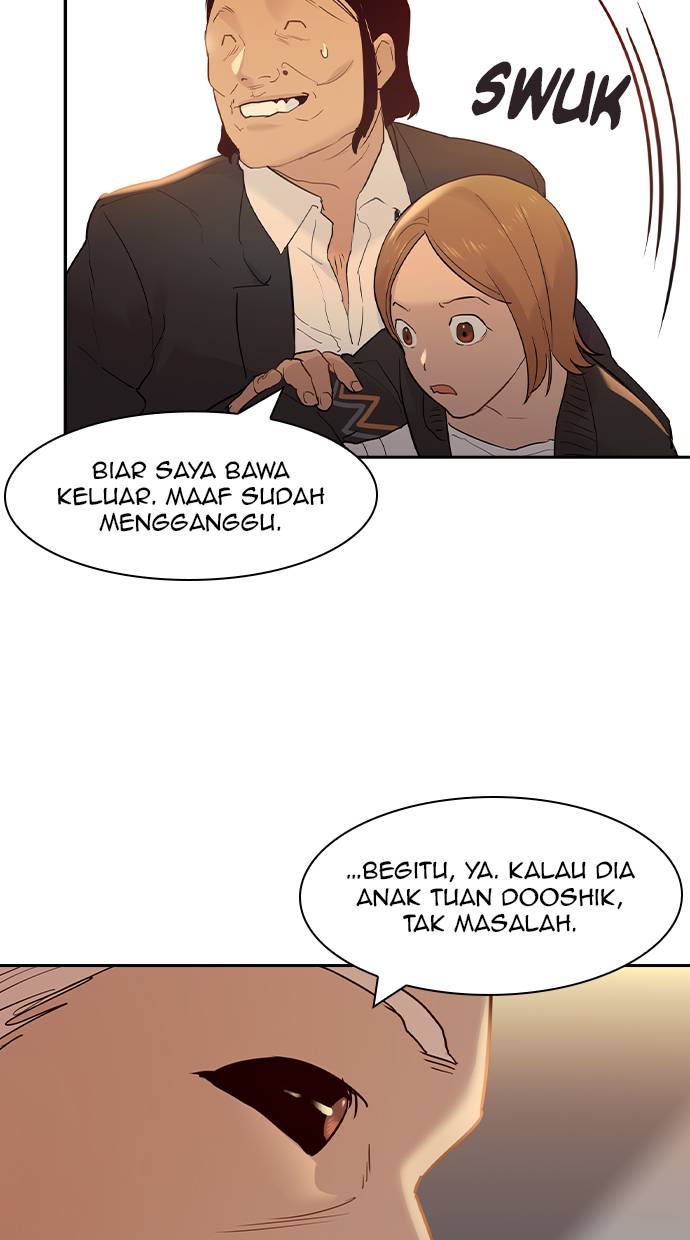 SWUK
BIAR SAYA BAWA
KELUAR. MAAF SUDAH
MENGGANGGU.
...BEGITU, YA. KALAU DIA
ANAK TUAN DOOSHIK,
TAK MASALAH.